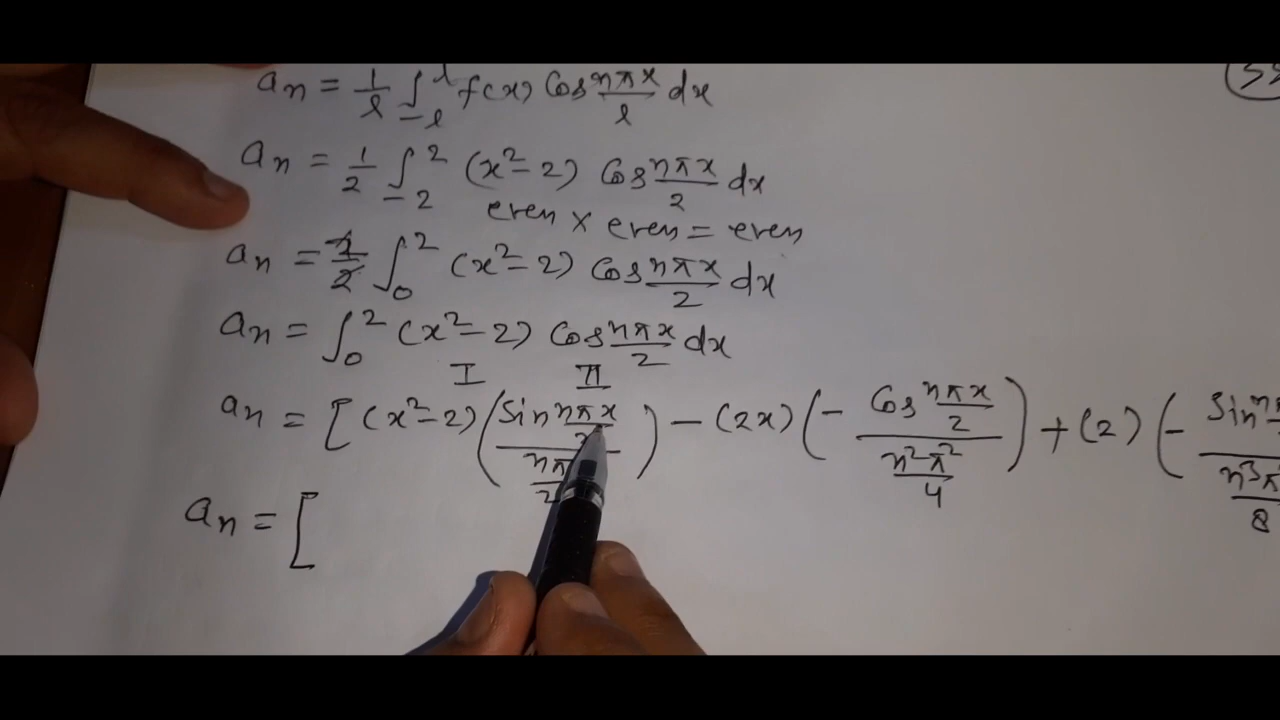 an = 1/l ∫_{-l}^{l} f(x) Cos nπx/l dx
an = 1/2 ∫_{-2}^{2} (x²-2) Cos nπx/2 dx
even × even = even
an = 2/2 ∫_0^2 (x²-2) Cos nπx/2 dx
an = ∫_0^2 (x²-2) Cos nπx/2 dx
I II
an = [(x²-2)(Sin nπx/2 / nπ/2) - (2x)(- Cos nπx/2 / n²π²/4) + (2)(- Sin n / n³π / 8
an = [